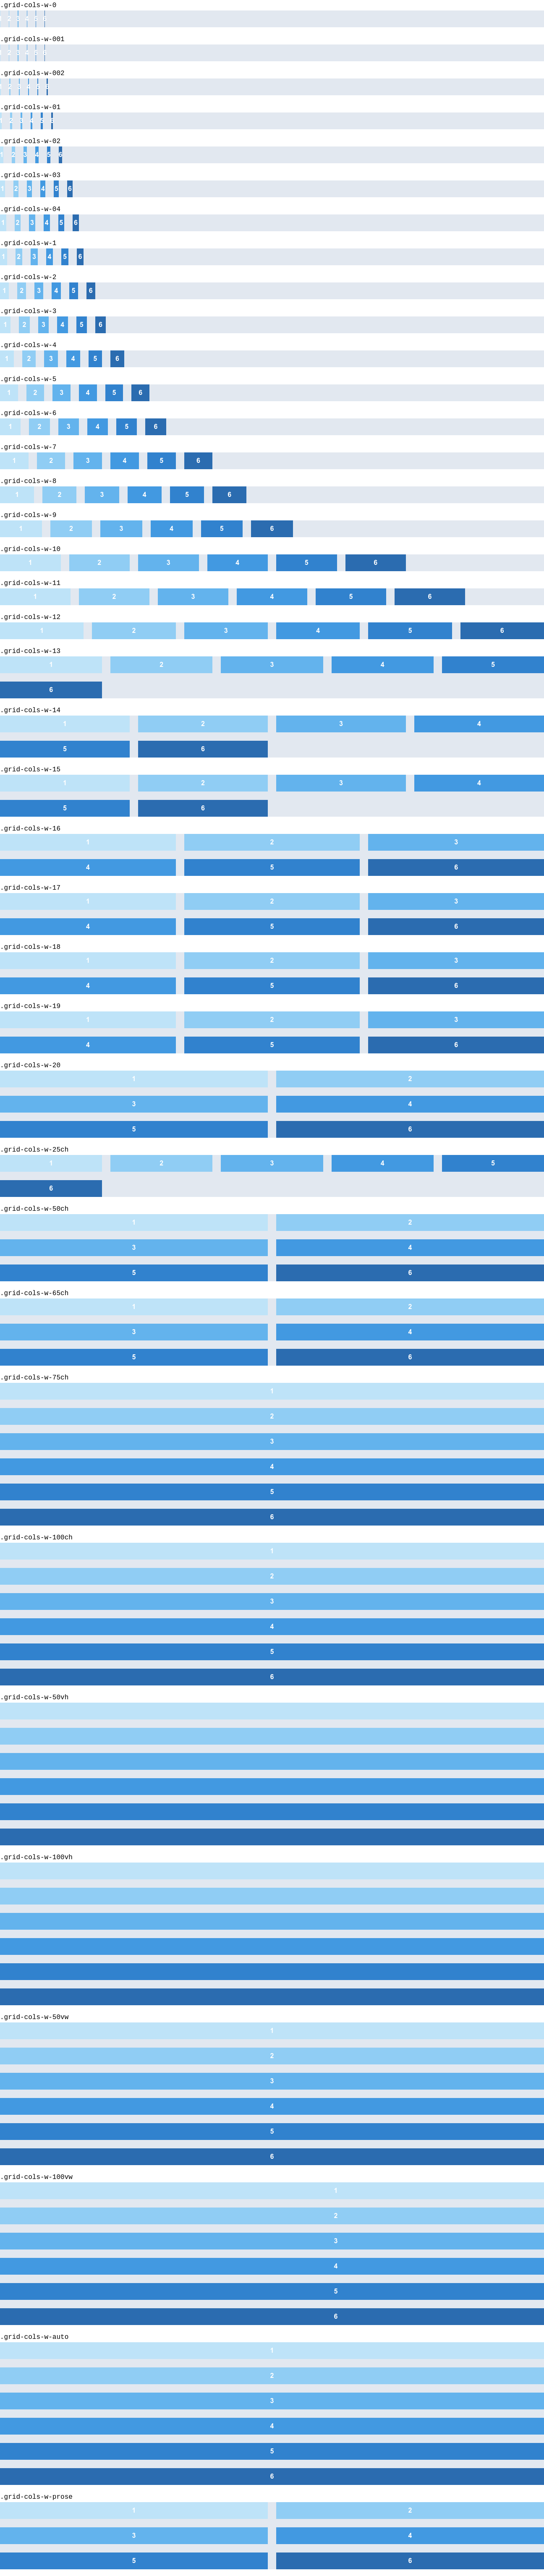 .grid-cols-w-0
.grid-cols-w-001
.grid-cols-w-002
.grid-cols-w-01
.grid-cols-w-02
1 2 3 4 5 6
.grid-cols-w-03
1 2 3 4 5 6
.grid-cols-w-04
1 2 3 4 5 6
.grid-cols-w-1
1 2 3 4 5 6
.grid-cols-w-2
1 2 3 4 5 6
.grid-cols-w-3
1 2 3 4 5 6
.grid-cols-w-4
1 2 3 4 5 6
.grid-cols-w-5
1 2 3 4 5 6
.grid-cols-w-6
1 2 3 4 5 6
.grid-cols-w-7
1 2 3 4 5 6
.grid-cols-w-8
1 2 3 4 5 6
.grid-cols-w-9
1 2 3 4 5 6
.grid-cols-w-10
1 2 3 4 5 6
.grid-cols-w-11
1 2 3 4 5 6
.grid-cols-w-12
1 2 3 4 5 6
.grid-cols-w-13
1 2 3 4 5
6
.grid-cols-w-14
1 2 3 4
5 6
.grid-cols-w-15
1 2 3 4
5 6
.grid-cols-w-16
1 2 3
4 5 6
.grid-cols-w-17
1 2 3
4 5 6
.grid-cols-w-18
1 2 3
4 5 6
.grid-cols-w-19
1 2 3
4 5 6
.grid-cols-w-20
1 2
3 4
5 6
.grid-cols-w-25ch
1 2 3 4 5
6
.grid-cols-w-50ch
1 2
3 4
5 6
.grid-cols-w-65ch
1 2
3 4
5 6
.grid-cols-w-75ch
1
2
3
4
5
6
.grid-cols-w-100ch
1
2
3
4
5
6
.grid-cols-w-50vh
.grid-cols-w-100vh
.grid-cols-w-50vw
1
2
3
4
5
6
.grid-cols-w-100vw
1
2
3
4
5
6
.grid-cols-w-auto
1
2
3
4
5
6
.grid-cols-w-prose
1 2
3 4
5 6